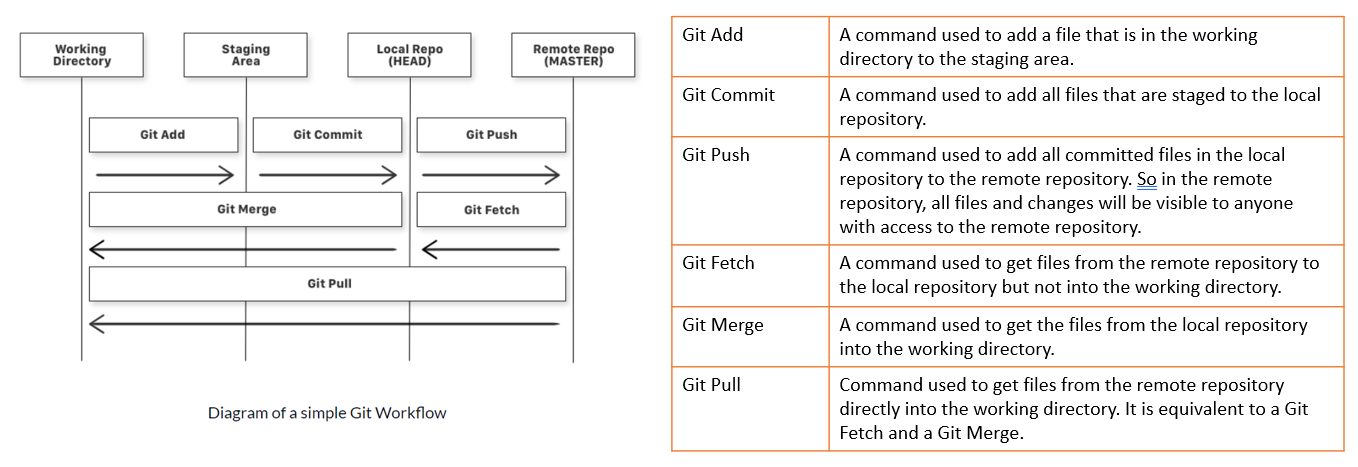 Working
Directory
Staging
Area
Local Repo
(HEAD)
Remote Repo
(MASTER)
Git Add
Git Commit
Git Push
Git Merge
Git Fetch
Git Pull
Diagram of a simple Git Workflow
Git Add
A command used to add a file that is in the working
directory to the staging area.
Git Commit
A command used to add all files that are staged to the local
repository.
Git Push
A command used to add all committed files in the local
repository to the remote repository. So in the remote
repository, all files and changes will be visible to anyone
with access to the remote repository.
Git Fetch
A command used to get files from the remote repository to
the local repository but not into the working directory.
Git Merge
A command used to get the files from the local repository
into the working directory.
Git Pull
Command used to get files from the remote repository
directly into the working directory. It is equivalent to a Git
Fetch and a Git Merge.